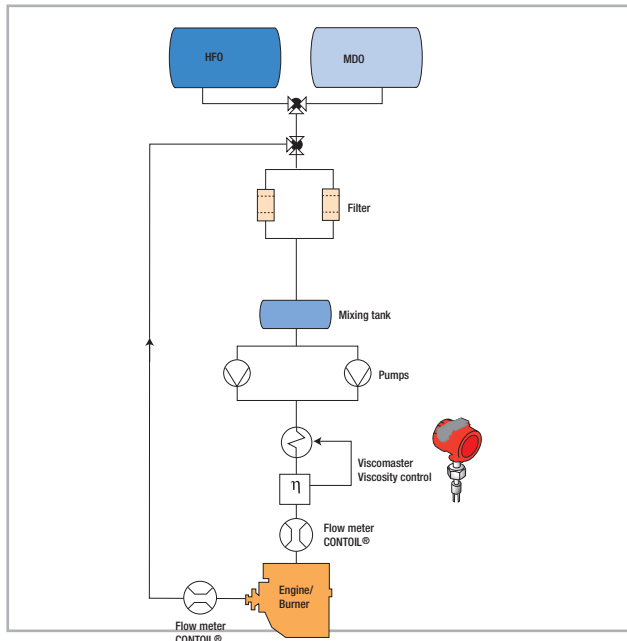 HFO
MDO
Filter
Mixing tank
Pumps
Viscomaster
Viscosity control
η
Flow meter
CONTOIL®
Engine/
Burner
Flow meter
CONTOIL®